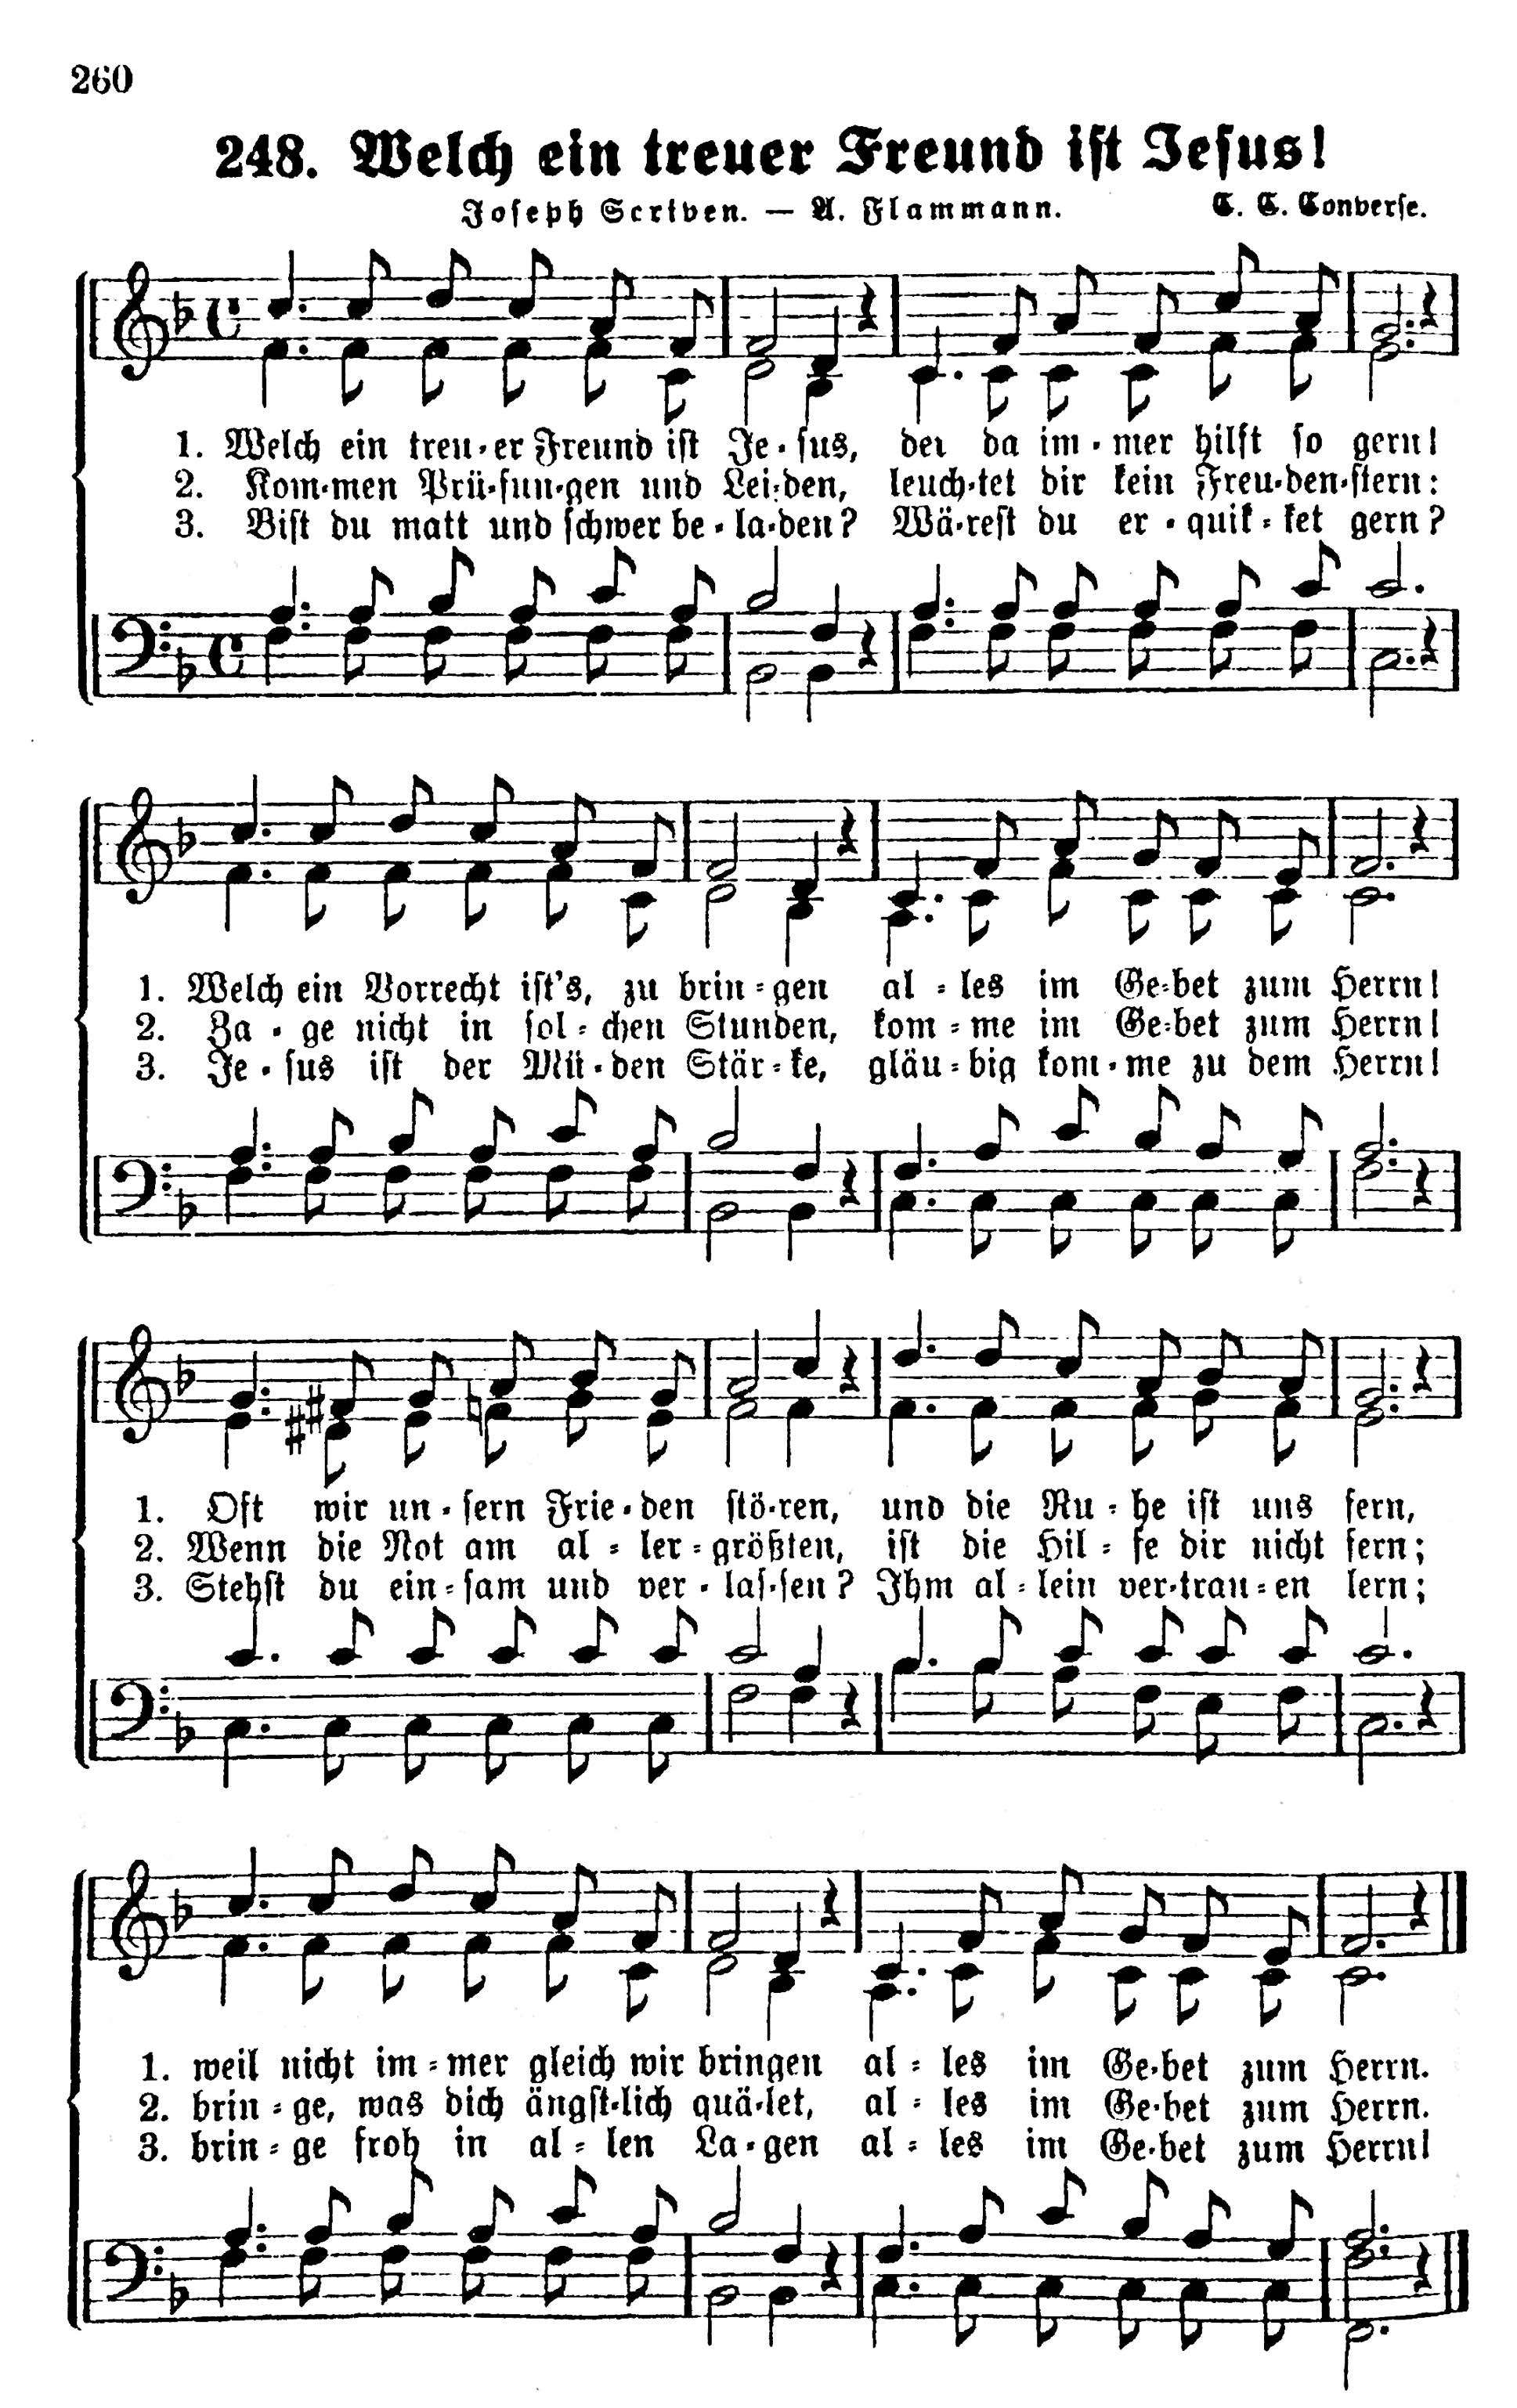 260
248. Welch ein treuer Freund ist Jesus!
Joseph Scriven. — A. Flammann. C. C. Converse.
1. Welch ein treu-er Freund ist Je-sus, der da im-mer hilft so gern!
2. Kom-men Prü-fun-gen und Lei-den, leuch-tet dir kein Freu-den-stern:
3. Bist du matt und schwer be-la-den? Wä-rest du er-quik-ket gern?
1. Welch ein Vorrecht ist's, zu brin-gen al-les im Ge-bet zum Herrn!
2. Za-ge nicht in sol-chen Stunden, kom-me im Ge-bet zum Herrn!
3. Je-sus ist der Mü-den Stär-ke, gläu-big kom-me zu dem Herrn!
1. Oft wir un-sern Frie-den stö-ren, und die Ru-he ist uns fern,
2. Wenn die Not am al-ler-größten, ist die Hil-fe dir nicht fern;
3. Stehst du ein-sam und ver-las-sen? Ihm al-lein ver-trau-en lern;
1. weil nicht im-mer gleich wir bringen al-les im Ge-bet zum Herrn.
2. brin-ge, was dich ängst-lich quä-let, al-les im Ge-bet zum Herrn.
3. brin-ge froh in al-len La-gen al-les im Ge-bet zum Herrn!